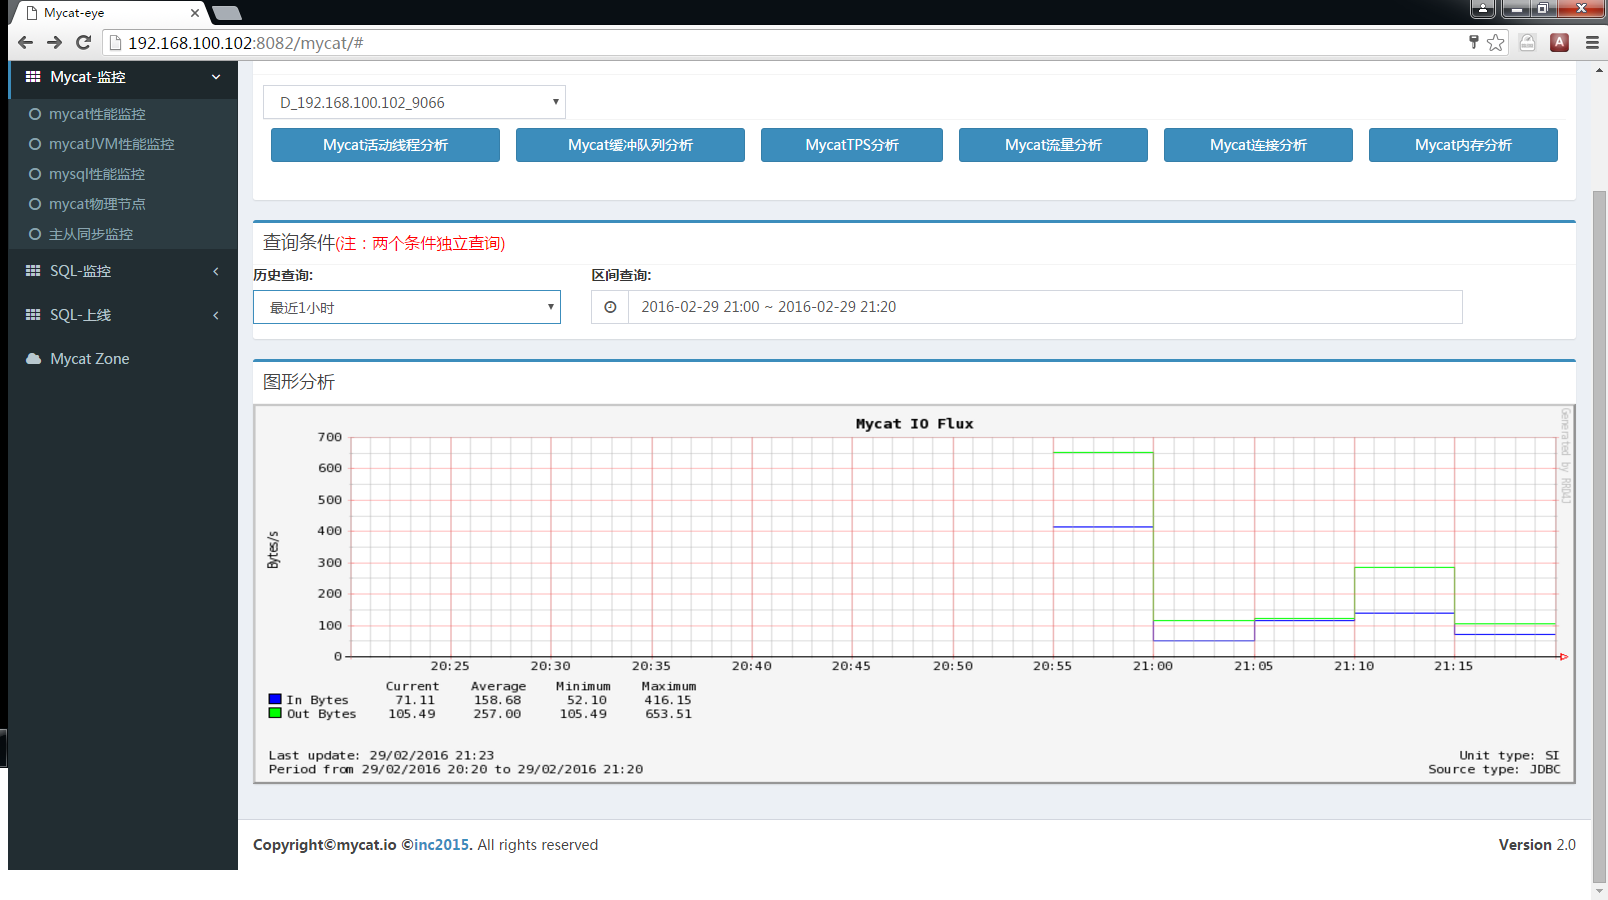 Mycat-eye
192.168.100.102:8082/mycat/#
A
Mycat-监控
mycat性能监控
mycatJVM性能监控
mysql性能监控
mycat物理节点
主从同步监控
SQL-监控
SQL-上线
Mycat Zone
D_192.168.100.102_9066
Mycat活动线程分析 Mycat缓冲队列分析 MycatTPS分析 Mycat流量分析 Mycat连接分析 Mycat内存分析
查询条件(注：两个条件独立查询)
历史查询: 区间查询:
最近1小时 2016-02-29 21:00 ~ 2016-02-29 21:20
图形分析
Mycat IO Flux
Generated by RRD4J
Bytes/s
700
600
500
400
300
200
100
0
20:25 20:30 20:35 20:40 20:45 20:50 20:55 21:00 21:05 21:10 21:15
Current Average Minimum Maximum
In Bytes 71.11 158.68 52.10 416.15
Out Bytes 105.49 257.00 105.49 653.51
Last update: 29/02/2016 21:23 Unit type: SI
Period from 29/02/2016 20:20 to 29/02/2016 21:20 Source type: JDBC
Copyright©mycat.io ©inc2015. All rights reserved Version 2.0